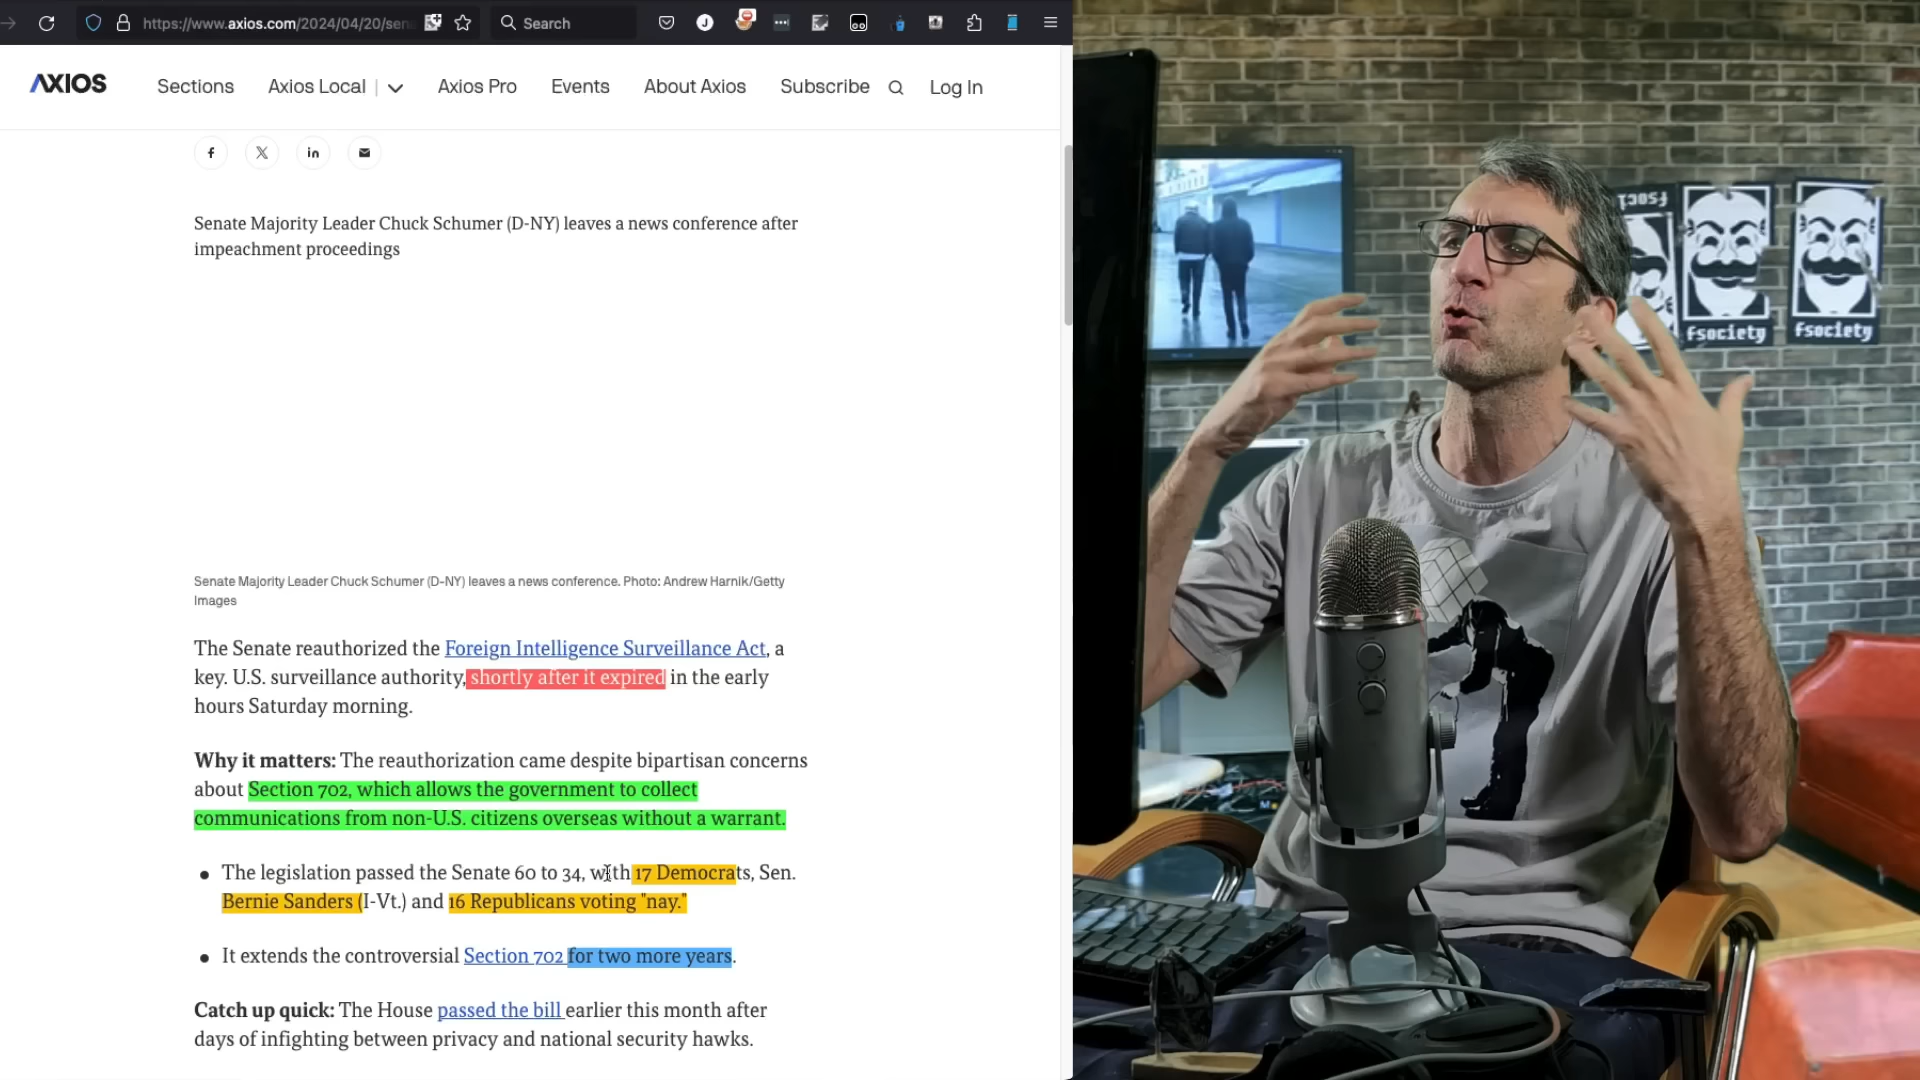 https://www.axios.com/2024/04/20/sen
Search
AXIOS
Sections
Axios Local
Axios Pro
Events
About Axios
Subscribe
Log In
Senate Majority Leader Chuck Schumer (D-NY) leaves a news conference after
impeachment proceedings
Senate Majority Leader Chuck Schumer (D-NY) leaves a news conference. Photo: Andrew Harnik/Getty
Images
The Senate reauthorized the Foreign Intelligence Surveillance Act, a
key. U.S. surveillance authority, shortly after it expired in the early
hours Saturday morning.
Why it matters: The reauthorization came despite bipartisan concerns
about Section 702, which allows the government to collect
communications from non-U.S. citizens overseas without a warrant.
The legislation passed the Senate 60 to 34, with 17 Democrats, Sen.
Bernie Sanders (I-Vt.) and 16 Republicans voting "nay."
It extends the controversial Section 702 for two more years.
Catch up quick: The House passed the bill earlier this month after
days of infighting between privacy and national security hawks.
fsociety
fsociety